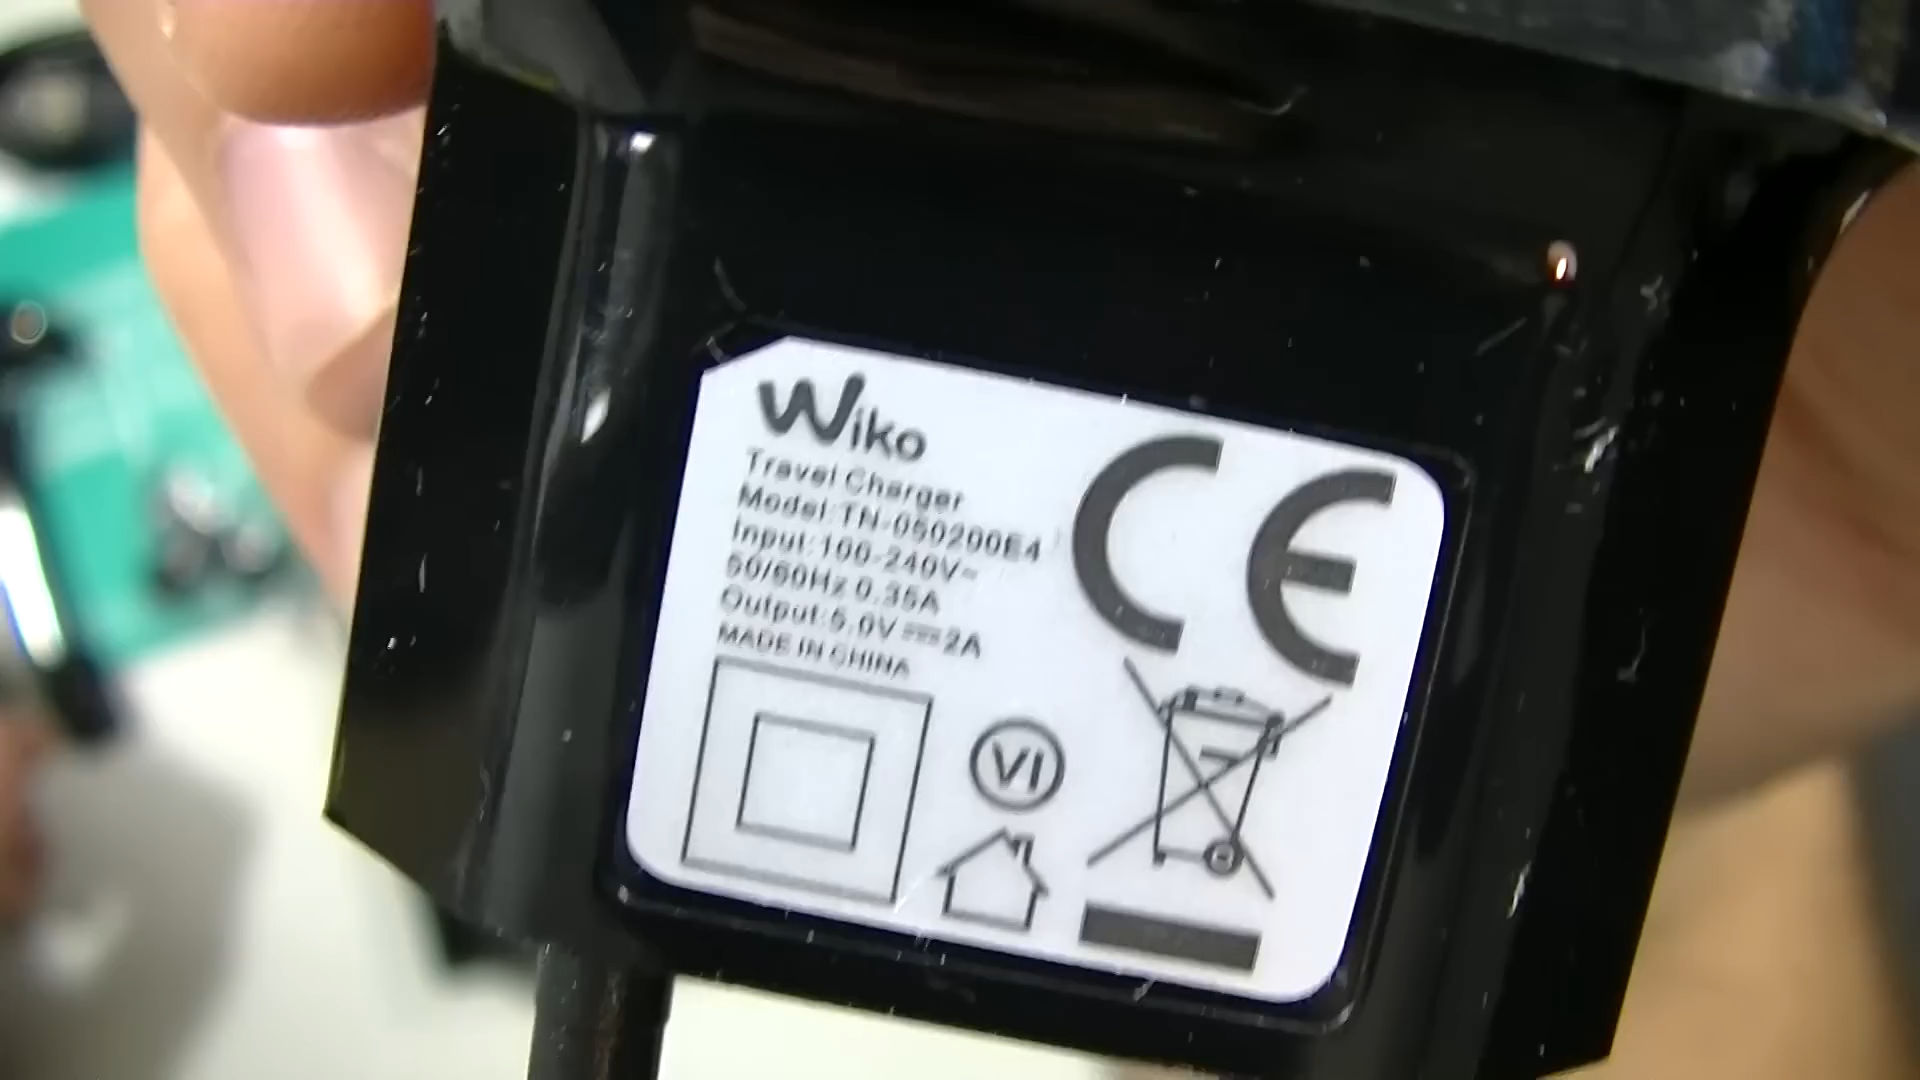 Wiko
Travel Charger
Model:TN-050200E4
Input:100-240V~
50/60Hz 0.35A
Output:5.0V⎓2A
MADE IN CHINA
CE
VI